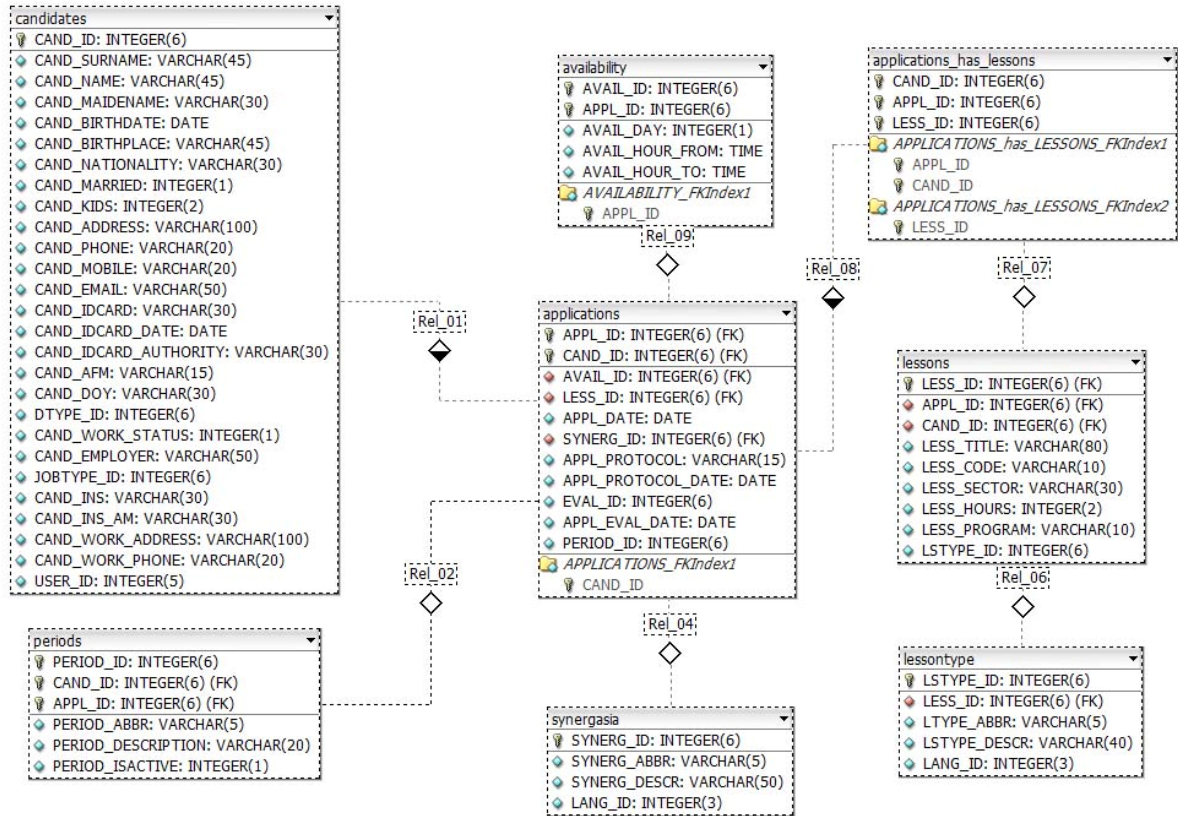 candidates
CAND_ID: INTEGER(6)
CAND_SURNAME: VARCHAR(45)
CAND_NAME: VARCHAR(45)
CAND_MAIDENAME: VARCHAR(30)
CAND_BIRTHDATE: DATE
CAND_BIRTHPLACE: VARCHAR(45)
CAND_NATIONALITY: VARCHAR(30)
CAND_MARRIED: INTEGER(1)
CAND_KIDS: INTEGER(2)
CAND_ADDRESS: VARCHAR(100)
CAND_PHONE: VARCHAR(20)
CAND_MOBILE: VARCHAR(20)
CAND_EMAIL: VARCHAR(50)
CAND_IDCARD: VARCHAR(30)
CAND_IDCARD_DATE: DATE
CAND_IDCARD_AUTHORITY: VARCHAR(30)
CAND_AFM: VARCHAR(15)
CAND_DOY: VARCHAR(30)
DTYPE_ID: INTEGER(6)
CAND_WORK_STATUS: INTEGER(1)
CAND_EMPLOYER: VARCHAR(50)
JOBTYPE_ID: INTEGER(6)
CAND_INS: VARCHAR(30)
CAND_INS_AM: VARCHAR(30)
CAND_WORK_ADDRESS: VARCHAR(100)
CAND_WORK_PHONE: VARCHAR(20)
USER_ID: INTEGER(5)
Rel_01
availability
AVAIL_ID: INTEGER(6)
APPL_ID: INTEGER(6)
AVAIL_DAY: INTEGER(1)
AVAIL_HOUR_FROM: TIME
AVAIL_HOUR_TO: TIME
AVAILABILITY_FKIndex1
APPL_ID
Rel_09
applications_has_lessons
CAND_ID: INTEGER(6)
APPL_ID: INTEGER(6)
LESS_ID: INTEGER(6)
APPLICATIONS_has_LESSONS_FKIndex1
APPL_ID
CAND_ID
APPLICATIONS_has_LESSONS_FKIndex2
LESS_ID
Rel_08
Rel_07
applications
APPL_ID: INTEGER(6) (FK)
CAND_ID: INTEGER(6) (FK)
AVAIL_ID: INTEGER(6) (FK)
LESS_ID: INTEGER(6) (FK)
APPL_DATE: DATE
SYNERG_ID: INTEGER(6) (FK)
APPL_PROTOCOL: VARCHAR(15)
APPL_PROTOCOL_DATE: DATE
EVAL_ID: INTEGER(6)
APPL_EVAL_DATE: DATE
PERIOD_ID: INTEGER(6)
APPLICATIONS_FKIndex1
CAND_ID
lessons
LESS_ID: INTEGER(6) (FK)
APPL_ID: INTEGER(6) (FK)
CAND_ID: INTEGER(6) (FK)
LESS_TITLE: VARCHAR(80)
LESS_CODE: VARCHAR(10)
LESS_SECTOR: VARCHAR(30)
LESS_HOURS: INTEGER(2)
LESS_PROGRAM: VARCHAR(10)
LSTYPE_ID: INTEGER(6)
Rel_02
Rel_04
Rel_06
periods
PERIOD_ID: INTEGER(6)
CAND_ID: INTEGER(6) (FK)
APPL_ID: INTEGER(6) (FK)
PERIOD_ABBR: VARCHAR(5)
PERIOD_DESCRIPTION: VARCHAR(20)
PERIOD_ISACTIVE: INTEGER(1)
synergasia
SYNERG_ID: INTEGER(6)
SYNERG_ABBR: VARCHAR(5)
SYNERG_DESCR: VARCHAR(50)
LANG_ID: INTEGER(3)
lessontype
LSTYPE_ID: INTEGER(6)
LESS_ID: INTEGER(6) (FK)
LTYPE_ABBR: VARCHAR(5)
LSTYPE_DESCR: VARCHAR(40)
LANG_ID: INTEGER(3)